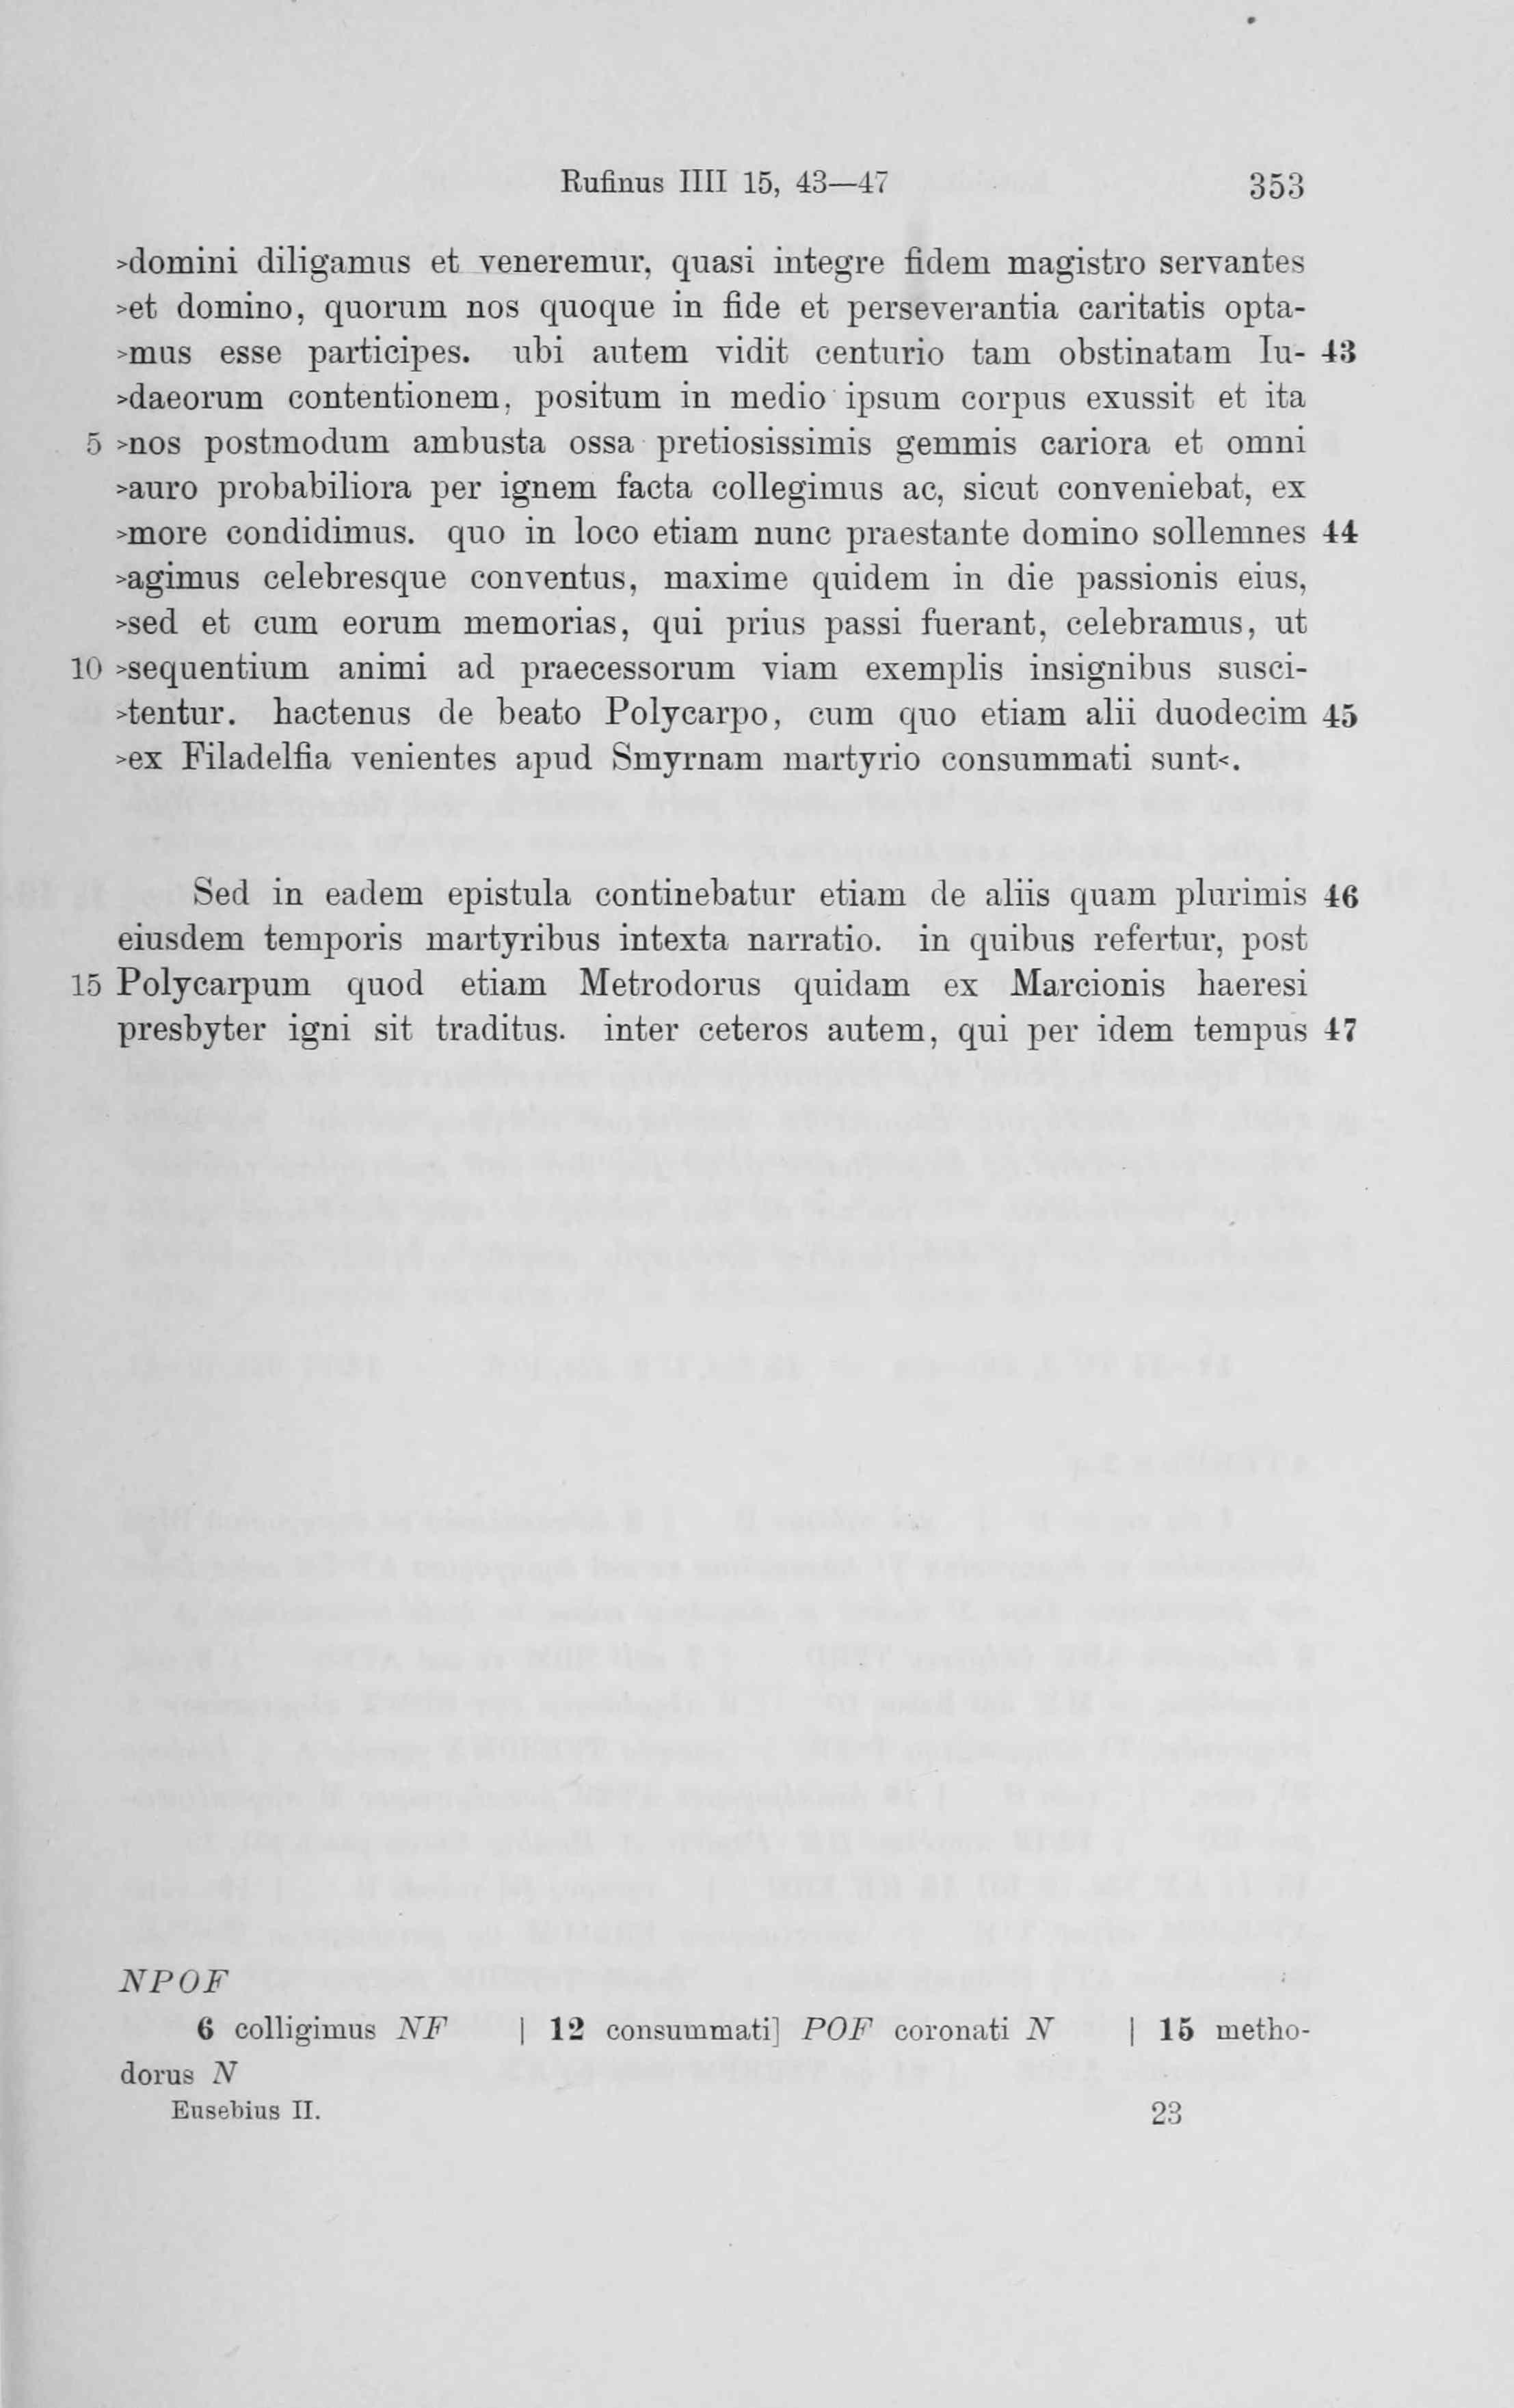 Rufinus IIII 15, 43—47 353
>domini diligamus et veneremur, quasi integre fidem magistro servantes
>et domino, quorum nos quoque in fide et perseverantia caritatis opta-
>mus esse participes. ubi autem vidit centurio tam obstinatam Iu- 43
>daeorum contentionem, positum in medio ipsum corpus exussit et ita
5 >nos postmodum ambusta ossa pretiosissimis gemmis cariora et omni
>auro probabiliora per ignem facta collegimus ac, sicut conveniebat, ex
>more condidimus. quo in loco etiam nunc praestante domino sollemnes 44
>agimus celebresque conventus, maxime quidem in die passionis eius,
>sed et cum eorum memorias, qui prius passi fuerant, celebramus, ut
10 >sequentium animi ad praecessorum viam exemplis insignibus susci-
>tentur. hactenus de beato Polycarpo, cum quo etiam alii duodecim 45
>ex Filadelfia venientes apud Smyrnam martyrio consummati sunt<.
Sed in eadem epistula continebatur etiam de aliis quam plurimis 46
eiusdem temporis martyribus intexta narratio. in quibus refertur, post
15 Polycarpum quod etiam Metrodorus quidam ex Marcionis haeresi
presbyter igni sit traditus. inter ceteros autem, qui per idem tempus 47
NPOF
6 colligimus NF | 12 consummati] POF coronati N | 15 metho-
dorus N
Eusebius II. 23